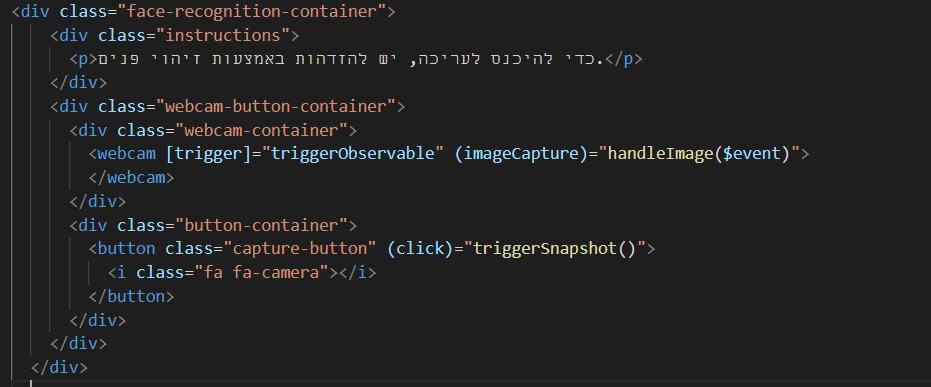 <div class="face-recognition-container">
<div class="instructions">
<p>כדי להיכנס לעריכה, יש להזדהות באמצעות זיהוי פנים.</p>
</div>
<div class="webcam-button-container">
<div class="webcam-container">
<webcam [trigger]="triggerObservable" (imageCapture)="handleImage($event)">
</webcam>
</div>
<div class="button-container">
<button class="capture-button" (click)="triggerSnapshot()">
<i class="fa fa-camera"></i>
</button>
</div>
</div>
</div>